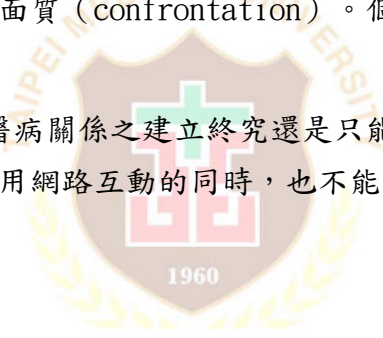 面質（confrontation）。
醫病關係之建立終究還是只能
用網路互動的同時，也不能
1960